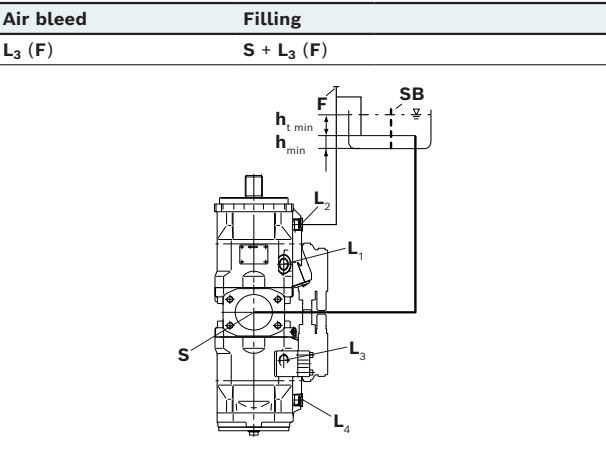 Air bleed Filling
L₃ (F) S + L₃ (F)
F SB
hₜ ₘᵢₙ
hₘᵢₙ
L₂
L₁
S L₃
L₄